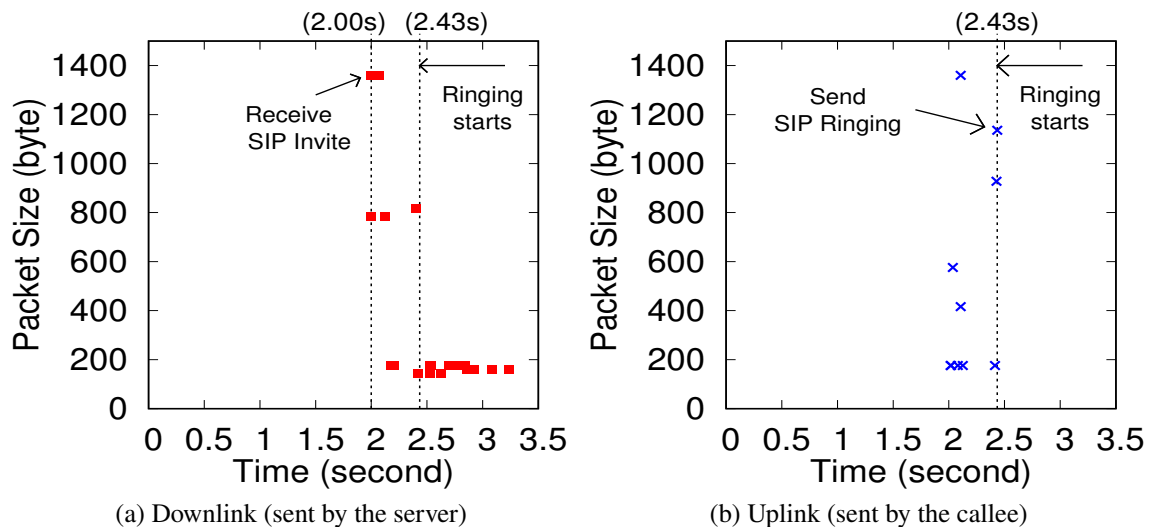 (2.00s) (2.43s)
1400
1200
1000
800
600
400
200
0
Packet Size (byte)
Receive
SIP Invite
Ringing
starts
0 0.5 1 1.5 2 2.5 3 3.5
Time (second)
(a) Downlink (sent by the server)
(2.43s)
1400
1200
1000
800
600
400
200
0
Packet Size (byte)
Send
SIP Ringing
Ringing
starts
0 0.5 1 1.5 2 2.5 3 3.5
Time (second)
(b) Uplink (sent by the callee)